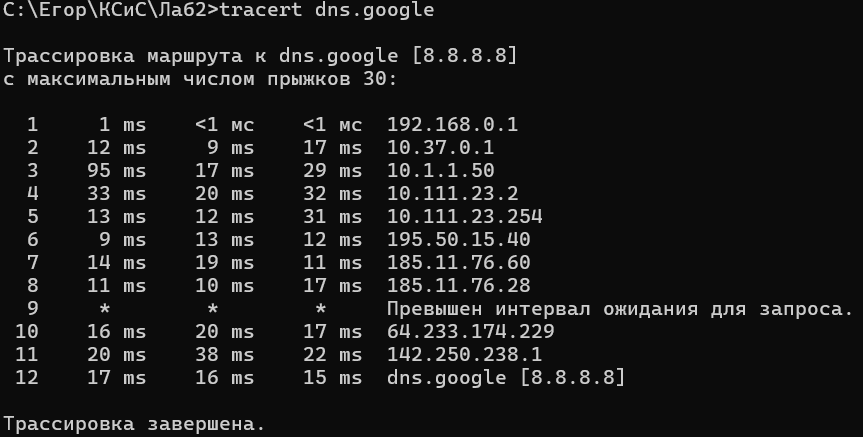 C:\Егор\КСиС\Лаб2>tracert dns.google
Трассировка маршрута к dns.google [8.8.8.8]
с максимальным числом прыжков 30:
1 1 ms <1 мс <1 мс 192.168.0.1
2 12 ms 9 ms 17 ms 10.37.0.1
3 95 ms 17 ms 29 ms 10.1.1.50
4 33 ms 20 ms 32 ms 10.111.23.2
5 13 ms 12 ms 31 ms 10.111.23.254
6 9 ms 13 ms 12 ms 195.50.15.40
7 14 ms 19 ms 11 ms 185.11.76.60
8 11 ms 10 ms 17 ms 185.11.76.28
9 * * * Превышен интервал ожидания для запроса.
10 16 ms 20 ms 17 ms 64.233.174.229
11 20 ms 38 ms 22 ms 142.250.238.1
12 17 ms 16 ms 15 ms dns.google [8.8.8.8]
Трассировка завершена.